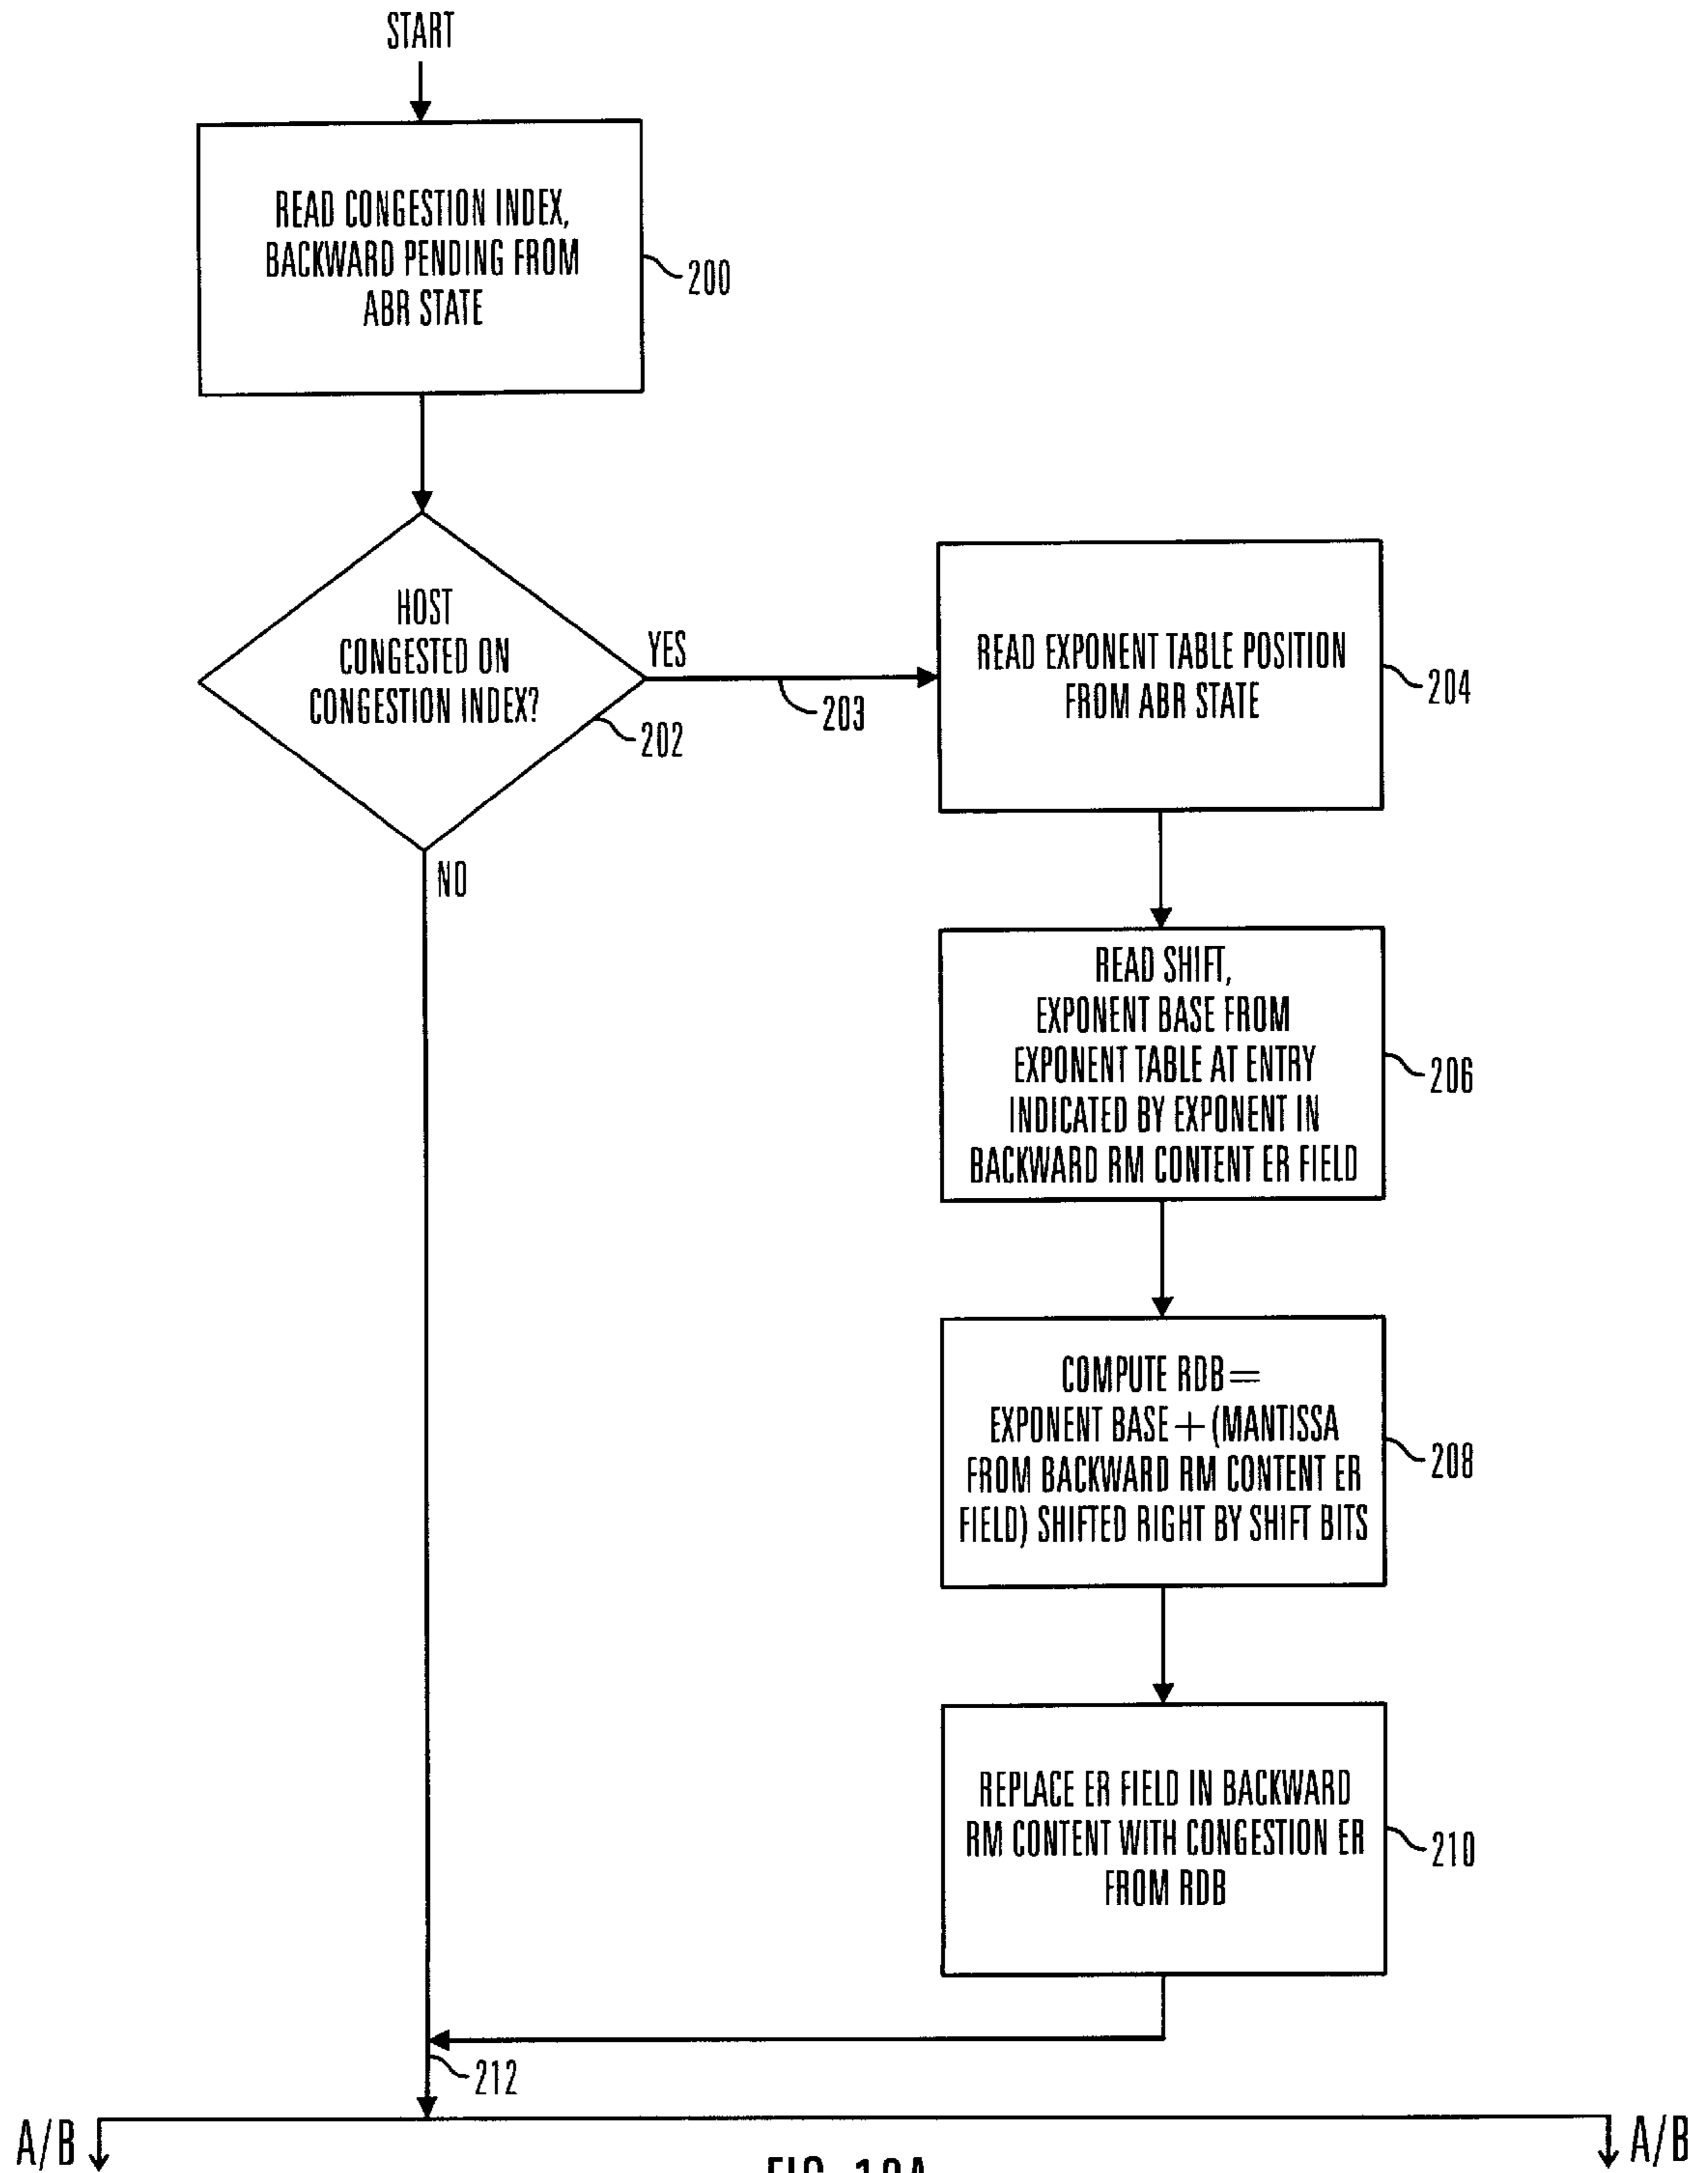 START
READ CONGESTION INDEX,
BACKWARD PENDING FROM
ABR STATE
200
HOST
CONGESTED ON
CONGESTION INDEX?
202
YES
203
READ EXPONENT TABLE POSITION
FROM ABR STATE
204
NO
READ SHIFT,
EXPONENT BASE FROM
EXPONENT TABLE AT ENTRY
INDICATED BY EXPONENT IN
BACKWARD RM CONTENT ER FIELD
206
COMPUTE RDB=
EXPONENT BASE+(MANTISSA
FROM BACKWARD RM CONTENT ER
FIELD) SHIFTED RIGHT BY SHIFT BITS
208
REPLACE ER FIELD IN BACKWARD
RM CONTENT WITH CONGESTION ER
FROM RDB
210
212
A/B
A/B